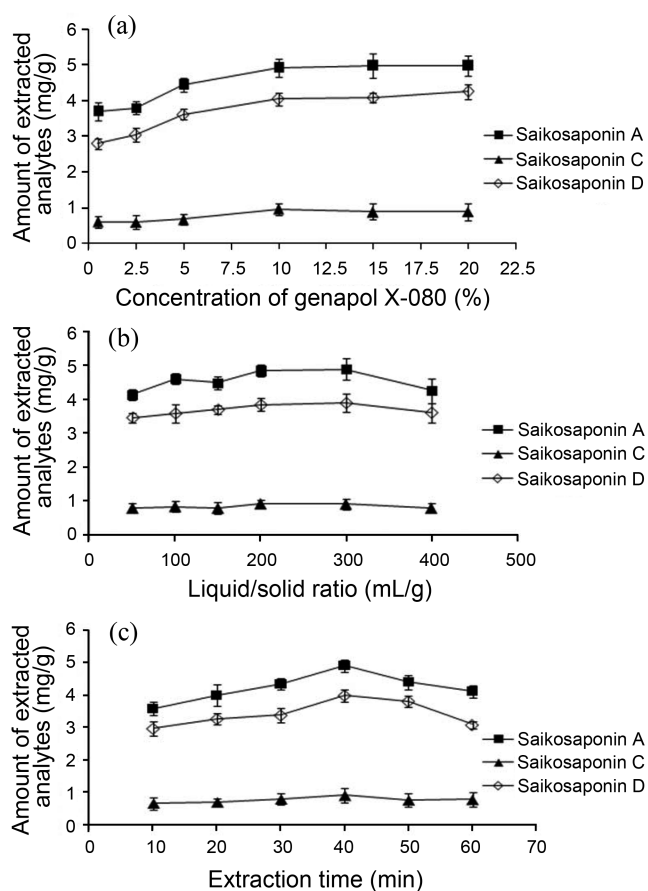 (a)
Amount of extracted
analytes (mg/g)
6
5
4
3
2
1
0
0 2.5 5 7.5 10 12.5 15 17.5 20 22.5
Concentration of genapol X-080 (%)
Saikosaponin A
Saikosaponin C
Saikosaponin D
(b)
Amount of extracted
analytes (mg/g)
6
5
4
3
2
1
0
0 100 200 300 400 500
Liquid/solid ratio (mL/g)
Saikosaponin A
Saikosaponin C
Saikosaponin D
(c)
Amount of extracted
analytes (mg/g)
6
5
4
3
2
1
0
0 10 20 30 40 50 60 70
Extraction time (min)
Saikosaponin A
Saikosaponin C
Saikosaponin D